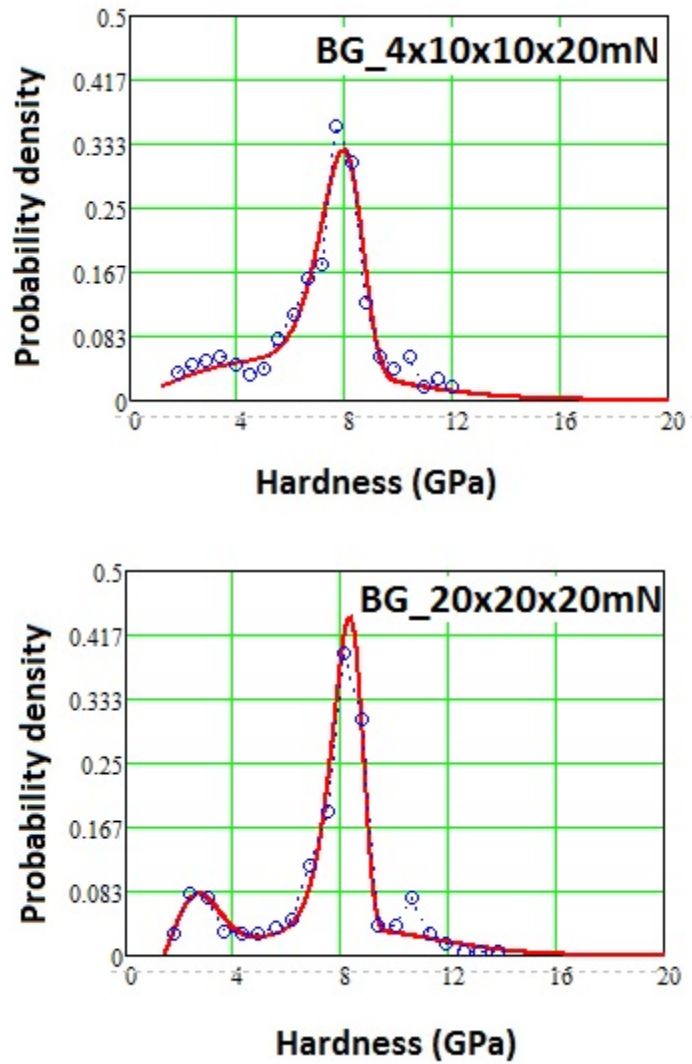 0.5
BG_4x10x10x20mN
0.417
0.333
0.25
0.167
0.083
0
Probability density
0 4 8 12 16 20
Hardness (GPa)
0.5
BG_20x20x20mN
0.417
0.333
0.25
0.167
0.083
0
Probability density
0 4 8 12 16 20
Hardness (GPa)